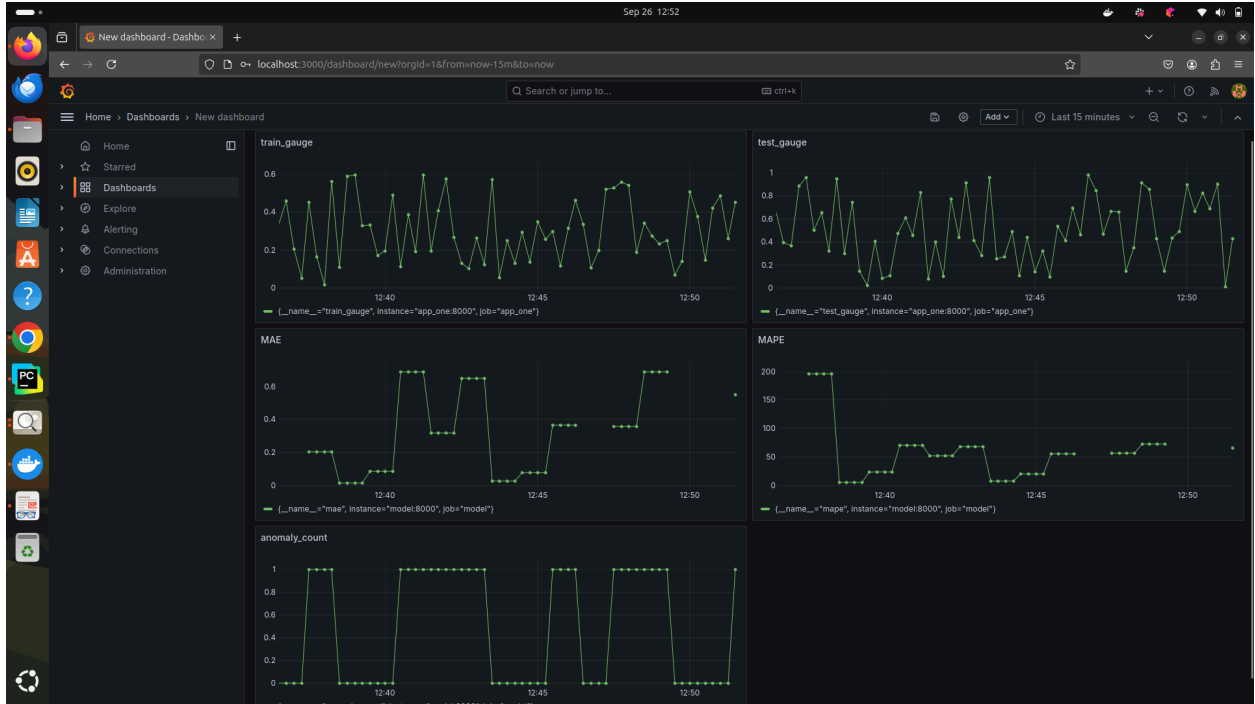 Sep 26 12:52
New dashboard - Dashbo
localhost:3000/dashboard/new?orgId=1&from=now-15m&to=now
Search or jump to...
ctrl+k
Home › Dashboards › New dashboard
Add
Last 15 minutes
Home
Starred
Dashboards
Explore
Alerting
Connections
Administration
train_gauge
0.6
0.4
0.2
0
12:40 12:45 12:50
{__name__="train_gauge", instance="app_one:8000", job="app_one"}
test_gauge
1
0.8
0.6
0.4
0.2
0
12:40 12:45 12:50
{__name__="test_gauge", instance="app_one:8000", job="app_one"}
MAE
0.6
0.4
0.2
0
12:40 12:45 12:50
{__name__="mae", instance="model:8000", job="model"}
MAPE
200
150
100
50
0
12:40 12:45 12:50
{__name__="mape", instance="model:8000", job="model"}
anomaly_count
1
0.8
0.6
0.4
0.2
0
12:40 12:45 12:50
PC